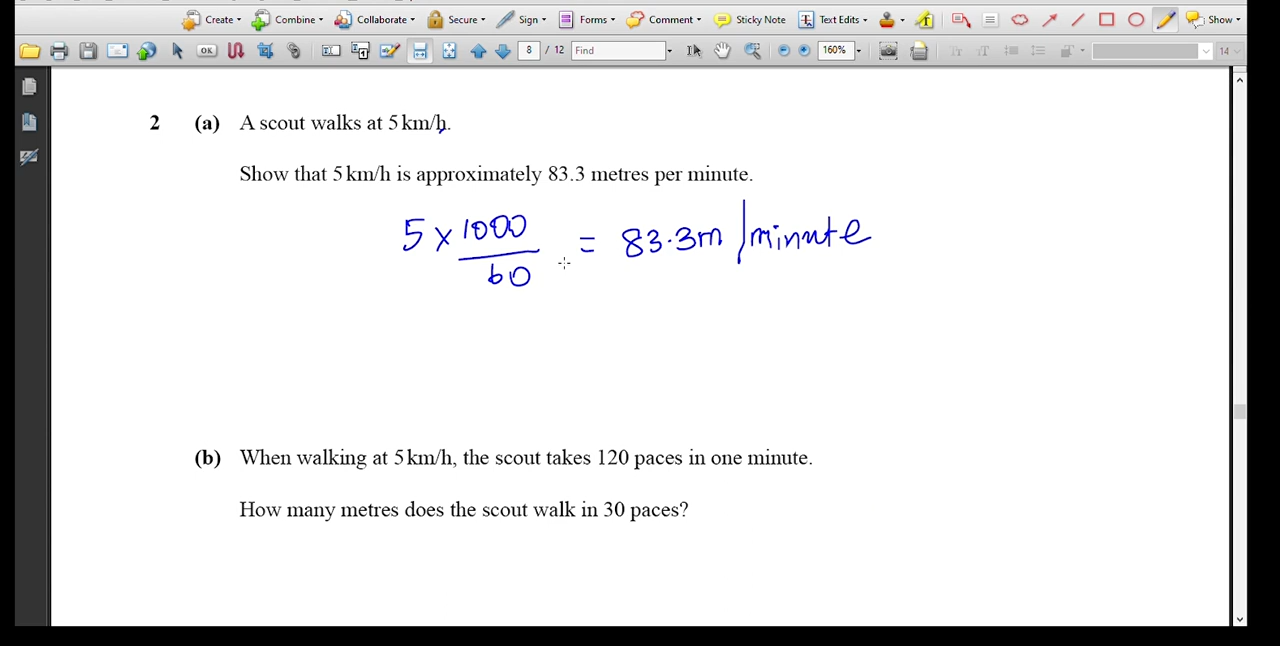 Create Combine Collaborate Secure Sign Forms Comment Sticky Note Text Edits Show
OK 8 / 12 Find 160% 14
2 (a) A scout walks at 5 km/h.
Show that 5 km/h is approximately 83.3 metres per minute.
5 × 1000
60
= 83.3m / minute
(b) When walking at 5 km/h, the scout takes 120 paces in one minute.
How many metres does the scout walk in 30 paces?